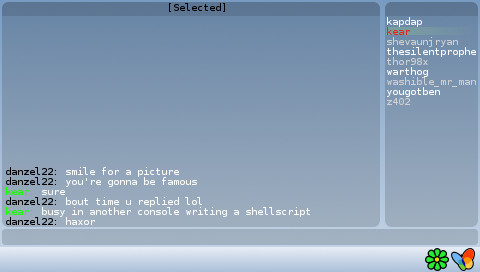 [Selected]
kapdap
kear
shevaunjryan
thesilentprophe
thor98x
warthog
washible_mr_man
yougotben
z402
danzel22: smile for a picture
danzel22: you're gonna be famous
kear sure
danzel22: bout time u replied lol
kear busy in another console writing a shellscript
danzel22: haxor